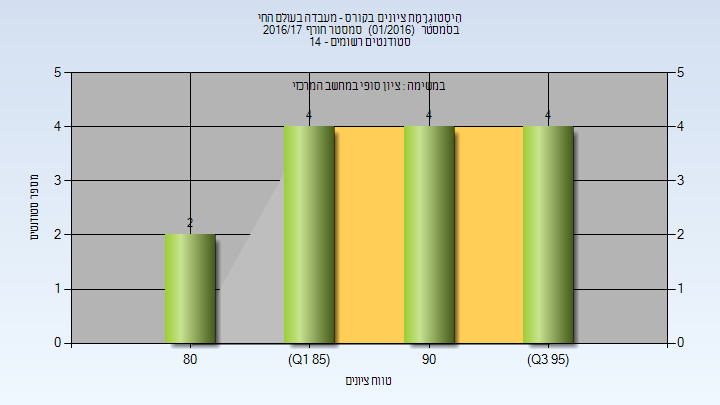 היסטוגרמת ציונים בקורס - מעבדה בעולם החי
בסמסטר (01/2016) סמסטר חורף 2016/17
סטודנטים רשומים - 14
במשימה : ציון סופי במחשב המרכזי
5 5
4 4 4
4 4
3 3
2
2 2
1 1
0 0
80 (Q1 85) 90 (Q3 95)
מספר סטודנטים
טווח ציונים